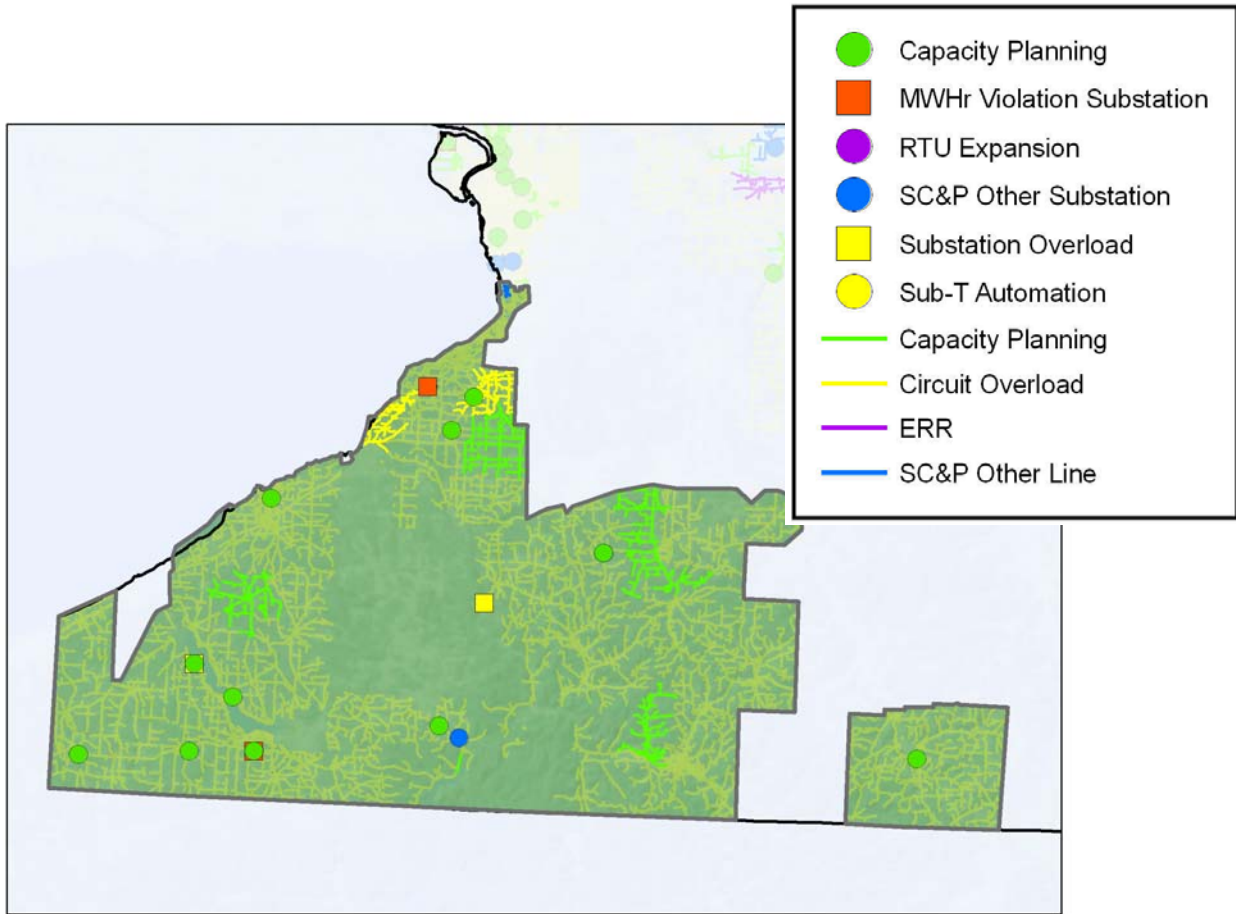 Capacity Planning
MWHr Violation Substation
RTU Expansion
SC&P Other Substation
Substation Overload
Sub-T Automation
Capacity Planning
Circuit Overload
ERR
SC&P Other Line